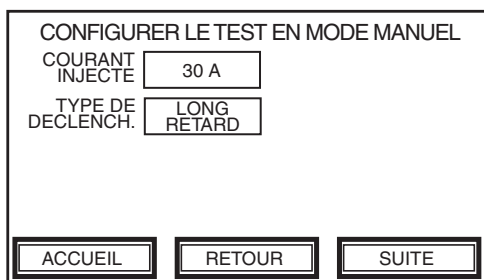 CONFIGURER LE TEST EN MODE MANUEL
COURANT
INJECTE
30 A
TYPE DE
DECLENCH.
LONG
RETARD
ACCUEIL
RETOUR
SUITE